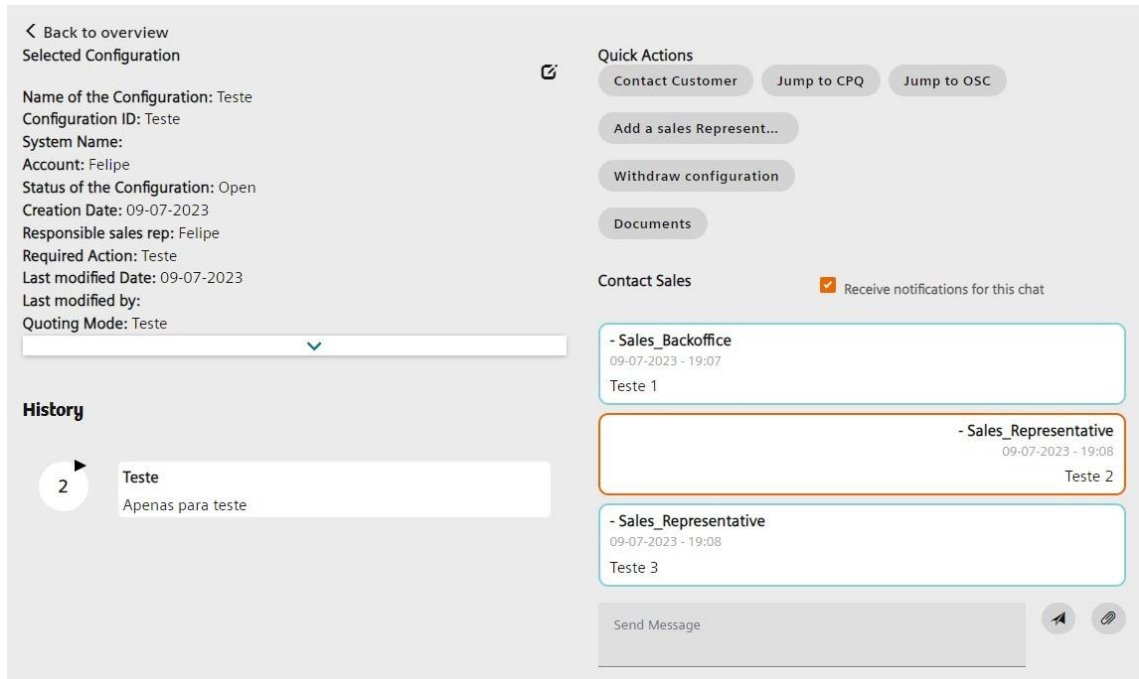 Back to overview
Selected Configuration
Name of the Configuration: Teste
Configuration ID: Teste
System Name:
Account: Felipe
Status of the Configuration: Open
Creation Date: 09-07-2023
Responsible sales rep: Felipe
Required Action: Teste
Last modified Date: 09-07-2023
Last modified by:
Quoting Mode: Teste
History
2
Teste
Apenas para teste
Quick Actions
Contact Customer
Jump to CPQ
Jump to OSC
Add a sales Represent...
Withdraw configuration
Documents
Contact Sales
Receive notifications for this chat
- Sales_Backoffice
09-07-2023 - 19:07
Teste 1
- Sales_Representative
09-07-2023 - 19:08
Teste 2
- Sales_Representative
09-07-2023 - 19:08
Teste 3
Send Message